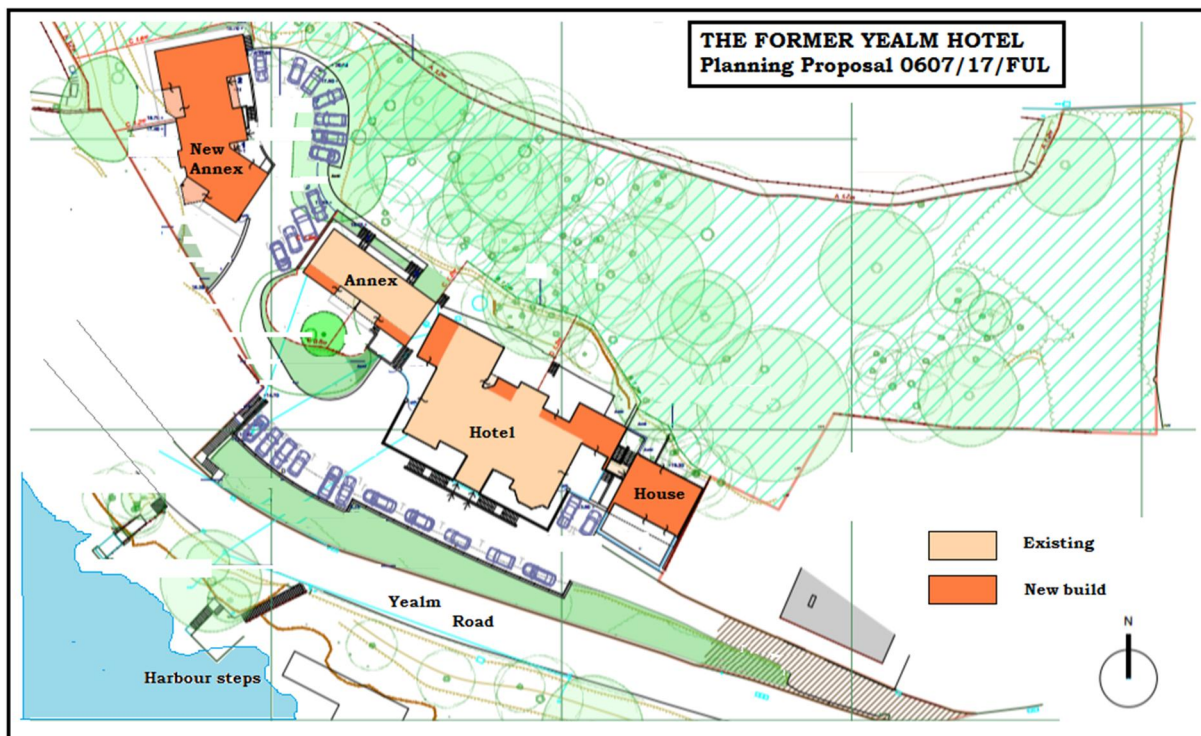 THE FORMER YEALM HOTEL
Planning Proposal 0607/17/FUL
New
Annex
Annex
Hotel
House
Existing
New build
N
Yealm
Road
Harbour steps